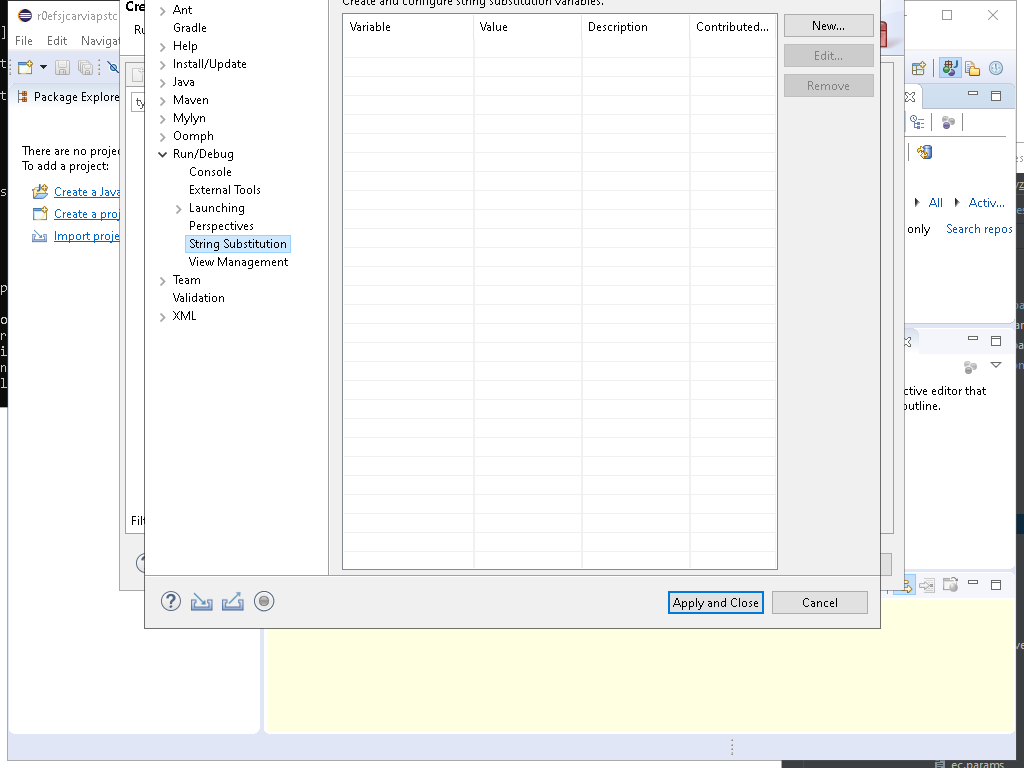 r0efsjcarviapstc
File Edit Navigat
Package Explore
There are no projec
To add a project:
Create a Java
Create a proj
Import proje
Cre
Ru
ty
Filt
Create and configure string substitution variables.
Ant
Gradle
Help
Install/Update
Java
Maven
Mylyn
Oomph
Run/Debug
Console
External Tools
Launching
Perspectives
String Substitution
View Management
Team
Validation
XML
Variable Value Description Contributed...
New...
Edit...
Remove
Apply and Close
Cancel
All Activ...
only Search repos
ctive editor that
outline.
ec.params